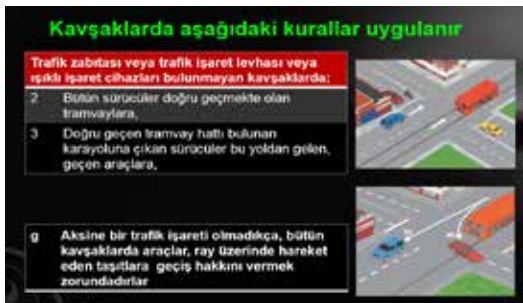 Kavşaklarda aşağıdaki kurallar uygulanır
Trafik zabıtası veya trafik işaret levhası veya
ışıklı işaret cihazları bulunmayan kavşaklarda:
2 Bütün sürücüler doğru geçmekte olan
tramvaylara,
3 Doğru geçen tramvay hattı bulunan
karayoluna çıkan sürücüler bu yoldan gelen,
geçen araçlara,
g Aksine bir trafik işareti olmadıkça, bütün
kavşaklarda araçlar, ray üzerinde hareket
eden taşıtlara geçiş hakkını vermek
zorundadırlar